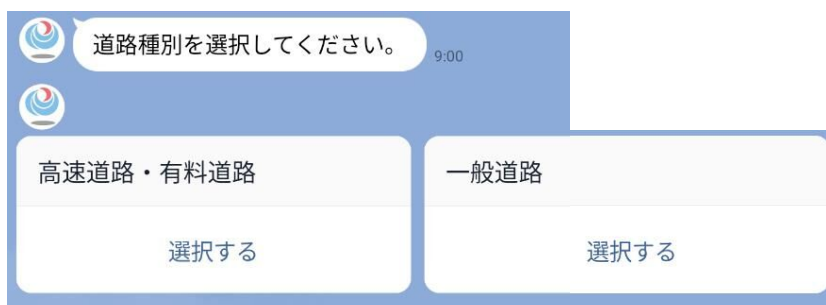 道路種別を選択してください。
9:00
高速道路・有料道路
選択する
一般道路
選択する